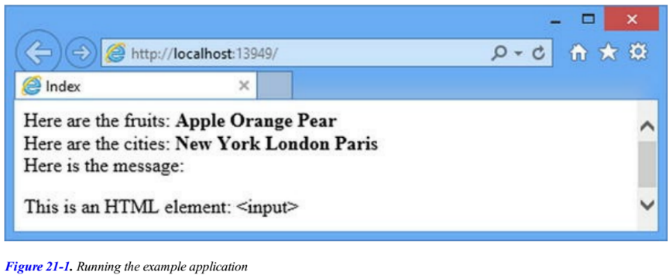 http://localhost:13949/
Index
Here are the fruits: Apple Orange Pear
Here are the cities: New York London Paris
Here is the message:
This is an HTML element: <input>
Figure 21-1. Running the example application